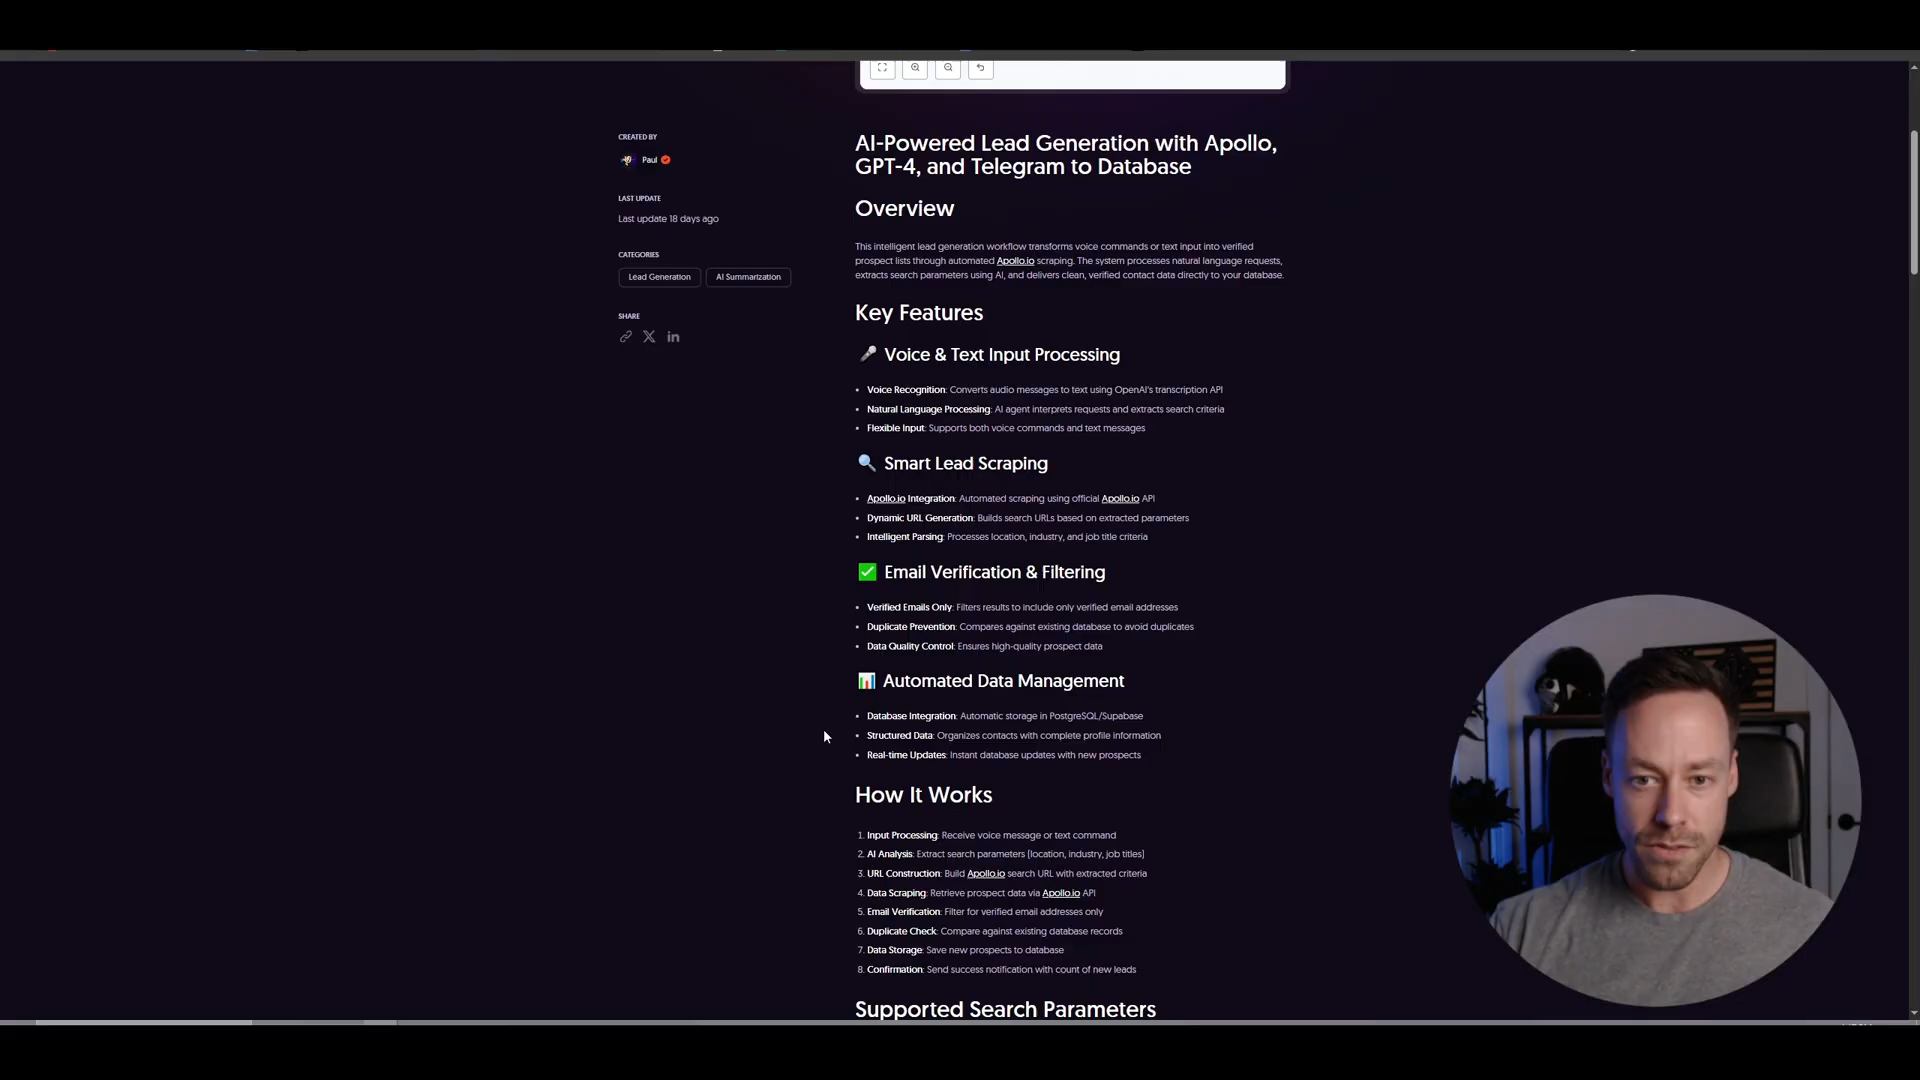 CREATED BY
Paul
LAST UPDATE
Last update 18 days ago
CATEGORIES
Lead Generation
AI Summarization
SHARE
AI-Powered Lead Generation with Apollo,
GPT-4, and Telegram to Database
Overview
This intelligent lead generation workflow transforms voice commands or text input into verified
prospect lists through automated Apollo.io scraping. The system processes natural language requests,
extracts search parameters using AI, and delivers clean, verified contact data directly to your database.
Key Features
🎤 Voice & Text Input Processing
• Voice Recognition: Converts audio messages to text using OpenAI's transcription API
• Natural Language Processing: AI agent interprets requests and extracts search criteria
• Flexible Input: Supports both voice commands and text messages
🔍 Smart Lead Scraping
• Apollo.io Integration: Automated scraping using official Apollo.io API
• Dynamic URL Generation: Builds search URLs based on extracted parameters
• Intelligent Parsing: Processes location, industry, and job title criteria
✅ Email Verification & Filtering
• Verified Emails Only: Filters results to include only verified email addresses
• Duplicate Prevention: Compares against existing database to avoid duplicates
• Data Quality Control: Ensures high-quality prospect data
📊 Automated Data Management
• Database Integration: Automatic storage in PostgreSQL/Supabase
• Structured Data: Organizes contacts with complete profile information
• Real-time Updates: Instant database updates with new prospects
How It Works
1. Input Processing: Receive voice message or text command
2. AI Analysis: Extract search parameters (location, industry, job titles)
3. URL Construction: Build Apollo.io search URL with extracted criteria
4. Data Scraping: Retrieve prospect data via Apollo.io API
5. Email Verification: Filter for verified email addresses only
6. Duplicate Check: Compare against existing database records
7. Data Storage: Save new prospects to database
8. Confirmation: Send success notification with count of new leads
Supported Search Parameters